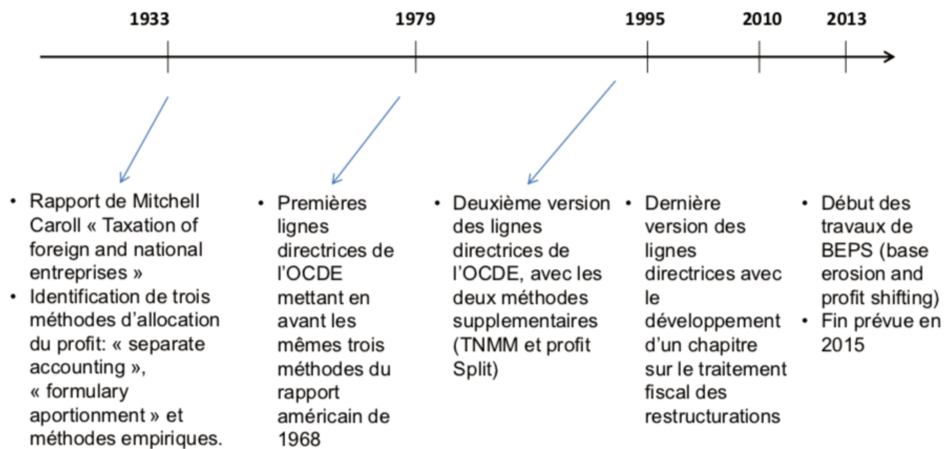 1933
1979
1995
2010
2013
• Rapport de Mitchell
Caroll « Taxation of
foreign and national
entreprises »
• Identification de trois
méthodes d'allocation
du profit: « separate
accounting »,
« formulary
aportionment » et
méthodes empiriques.
• Premières
lignes
directrices de
l'OCDE
mettant en
avant les
mêmes trois
méthodes du
rapport
américain de
1968
• Deuxième version
des lignes
directrices de
l'OCDE, avec les
deux méthodes
supplementaires
(TNMM et profit
Split)
• Dernière
version des
lignes
directrices avec
le
développement
d'un chapitre
sur le traitement
fiscal des
restructurations
• Début des
travaux de
BEPS (base
erosion and
profit shifting)
• Fin prévue en
2015